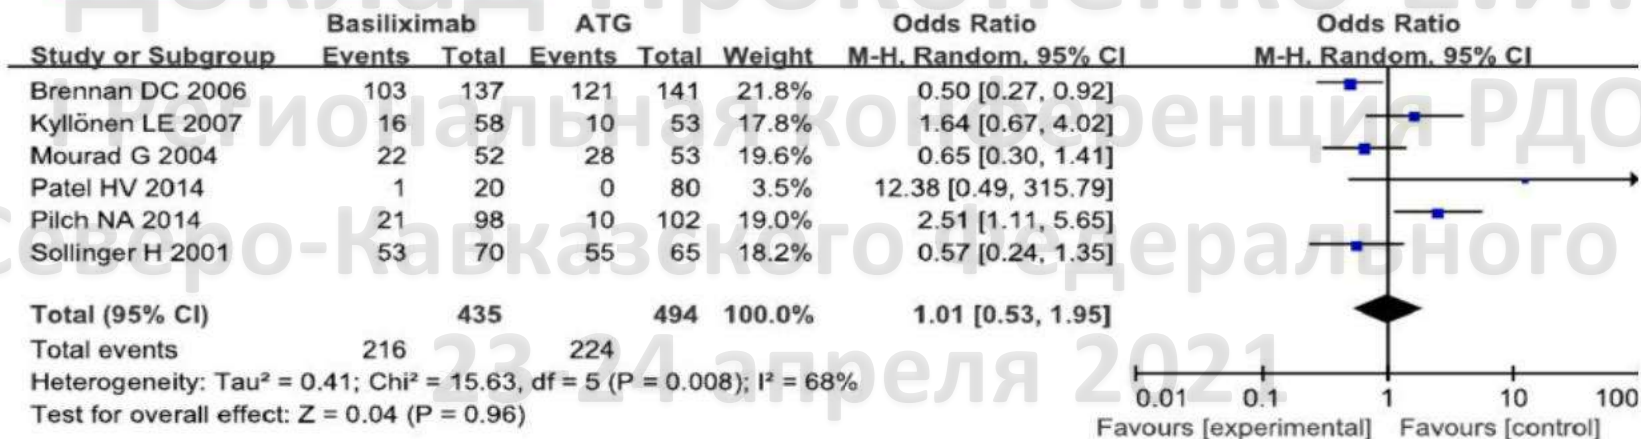 Доклад Прокопенко Е.И.
Basiliximab ATG Odds Ratio Odds Ratio
Study or Subgroup Events Total Events Total Weight M-H, Random, 95% CI M-H, Random, 95% CI
Brennan DC 2006 103 137 121 141 21.8% 0.50 [0.27, 0.92]
I Региональная конференция РДО
Kyllönen LE 2007 16 58 10 53 17.8% 1.64 [0.67, 4.02]
Mourad G 2004 22 52 28 53 19.6% 0.65 [0.30, 1.41]
Patel HV 2014 1 20 0 80 3.5% 12.38 [0.49, 315.79]
Pilch NA 2014 21 98 10 102 19.0% 2.51 [1.11, 5.65]
Северо-Кавказского Федерального
Sollinger H 2001 53 70 55 65 18.2% 0.57 [0.24, 1.35]
Total (95% CI) 435 494 100.0% 1.01 [0.53, 1.95]
Total events 216 224
23-24 апреля 2021
Heterogeneity: Tau² = 0.41; Chi² = 15.63, df = 5 (P = 0.008); I² = 68%
Test for overall effect: Z = 0.04 (P = 0.96)
0.01 0.1 1 10 100
Favours [experimental] Favours [control]